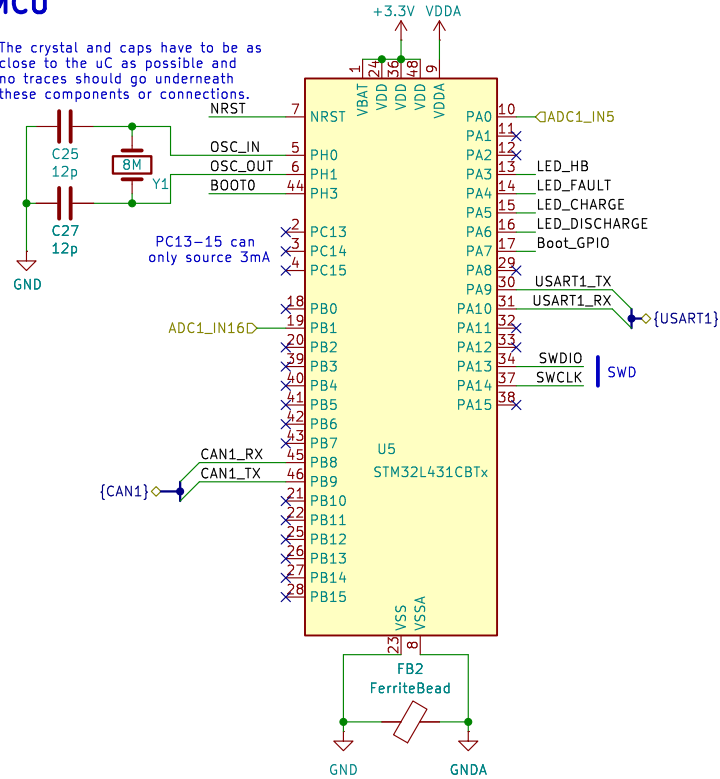 MCU
The crystal and caps have to be as
close to the uC as possible and
no traces should go underneath
these components or connections.
+3.3V VDDA
1 24 36 48 9
VBAT VDD VDD VDD VDDA
NRST 7 NRST
OSC_IN 5 PH0
OSC_OUT 6 PH1
BOOT0 44 PH3
C25
12p
8M
Y1
C27
12p
GND
2 PC13
3 PC14
4 PC15
PC13-15 can
only source 3mA
18 PB0
ADC1_IN16 19 PB1
20 PB2
39 PB3
40 PB4
41 PB5
42 PB6
43 PB7
CAN1_RX 45 PB8
CAN1_TX 46 PB9
{CAN1}
21 PB10
22 PB11
25 PB12
26 PB13
27 PB14
28 PB15
PA0 10 ADC1_IN5
PA1 11
PA2 12
PA3 13 LED_HB
PA4 14 LED_FAULT
PA5 15 LED_CHARGE
PA6 16 LED_DISCHARGE
PA7 17 Boot_GPIO
PA8 29
PA9 30 USART1_TX
PA10 31 USART1_RX
{USART1}
PA11 32
PA12 33
PA13 34 SWDIO
PA14 37 SWCLK
SWD
PA15 38
U5
STM32L431CBTx
VSS VSSA
23 8
FB2
FerriteBead
GND GNDA